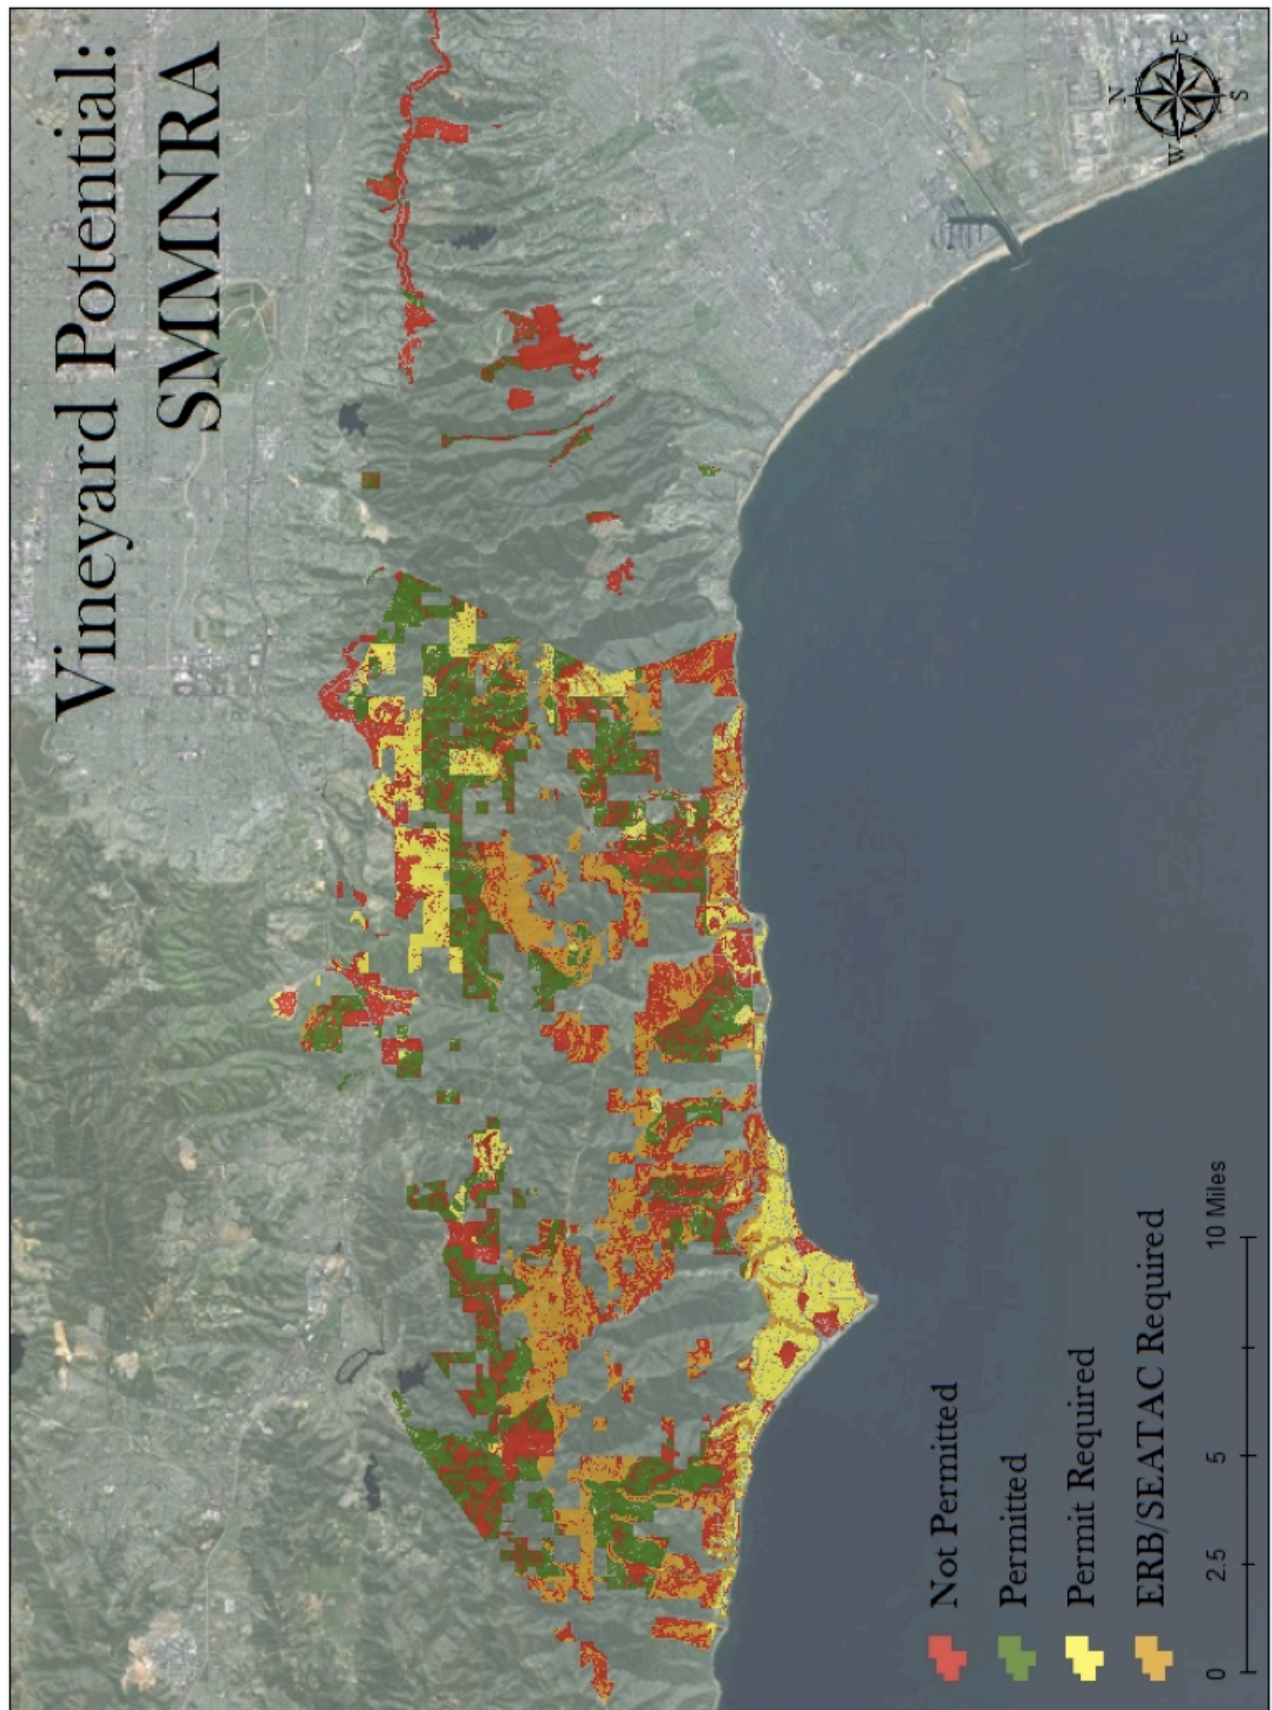 Vineyard Potential:
SMMNRA
N
W
E
S
Not Permitted
Permitted
Permit Required
ERB/SEATAC Required
0
2.5
5
10 Miles